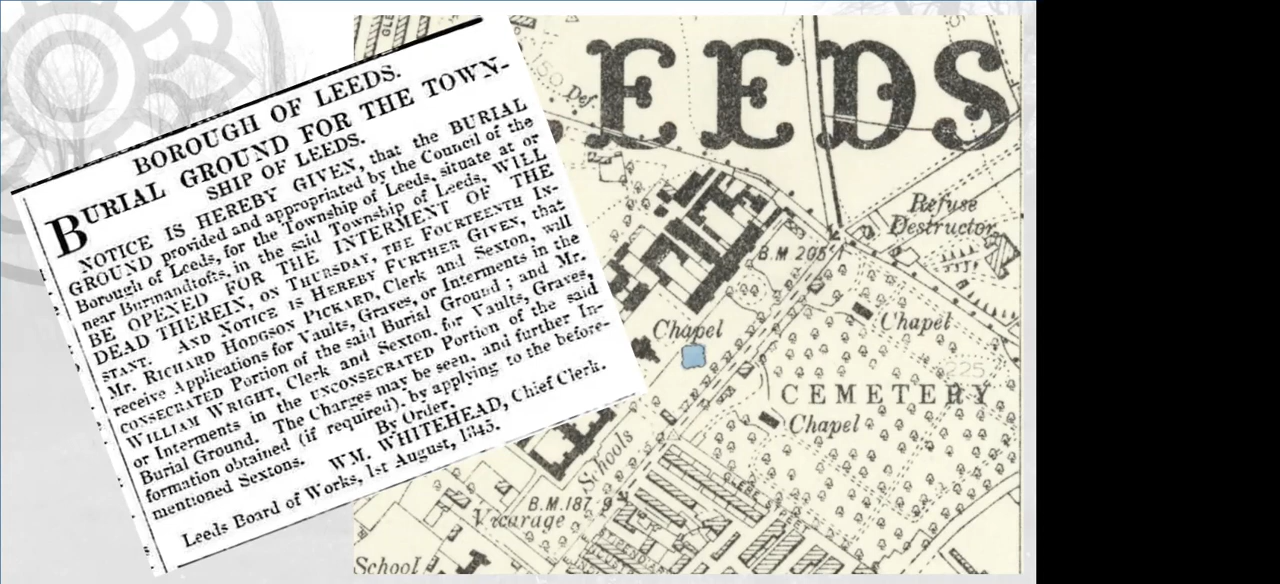 BOROUGH OF LEEDS.
BURIAL GROUND FOR THE TOWN-
SHIP OF LEEDS.
NOTICE IS HEREBY GIVEN, that the BURIAL
GROUND provided and appropriated by the Council of the
Borough of Leeds, for the Township of Leeds, situate at or
near Burmandtofts, in the said Township of Leeds, WILL
BE OPENED FOR THE INTERMENT OF THE
DEAD THEREIN, ON THURSDAY, THE FOURTEENTH IN-
STANT. AND NOTICE IS HEREBY FURTHER GIVEN, that
Mr. RICHARD HODGSON PICKARD, Clerk and Sexton, will
receive Applications for Vaults, Graves, or Interments in the
CONSECRATED Portion of the said Burial Ground; and Mr.
WILLIAM WRIGHT, Clerk and Sexton, for Vaults, Graves,
or Interments in the UNCONSECRATED Portion of the said
Burial Ground. The Charges may be seen, and further In-
formation obtained (if required), by applying to the before-
mentioned Sextons.
By Order,
WM. WHITEHEAD, Chief Clerk.
Leeds Board of Works, 1st August, 1845.
EEDS
Def.
Refuse
Destructor
B.M. 205
Chapel
Chapel
225
CEMETERY
Chapel
Schools
B.M. 187.9
Vicarage
School